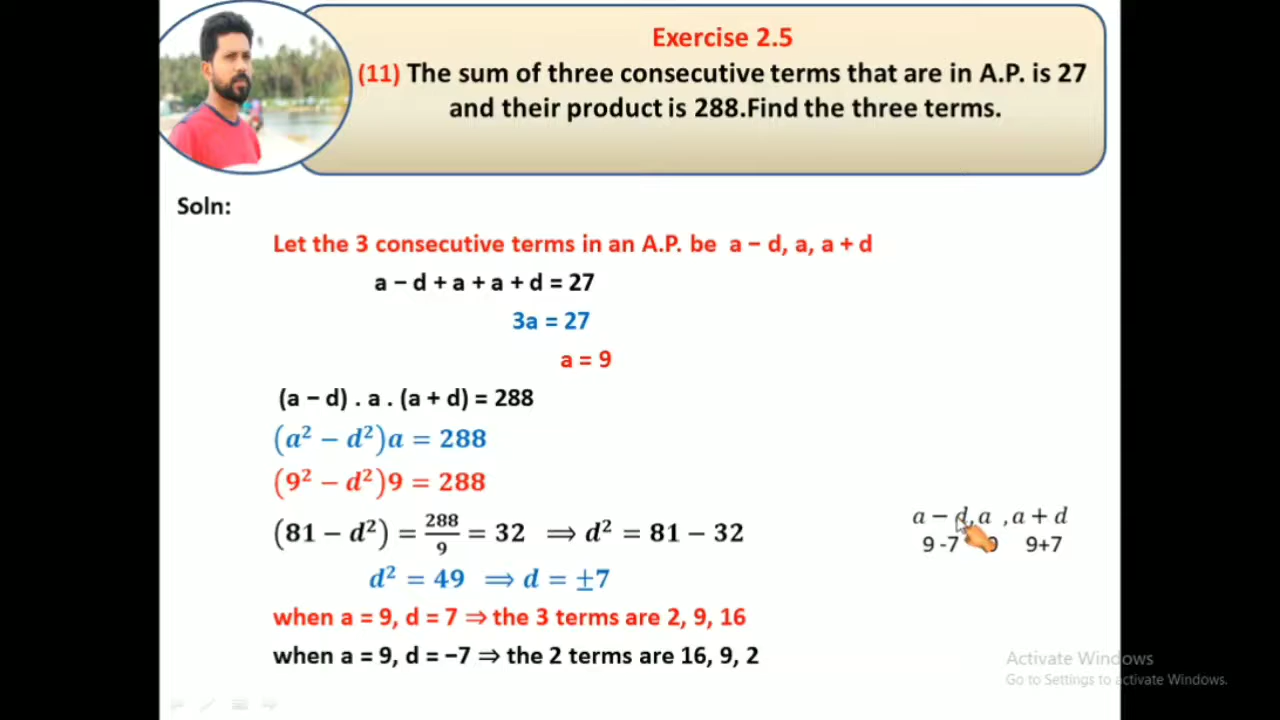 Exercise 2.5
(11) The sum of three consecutive terms that are in A.P. is 27
and their product is 288.Find the three terms.
Soln:
Let the 3 consecutive terms in an A.P. be a − d, a, a + d
a − d + a + a + d = 27
3a = 27
a = 9
(a − d) . a . (a + d) = 288
(a² − d²)a = 288
(9² − d²)9 = 288
(81 − d²) = 288/9 = 32 ⟹ d² = 81 − 32
d² = 49 ⟹ d = ±7
when a = 9, d = 7 ⇒ the 3 terms are 2, 9, 16
when a = 9, d = −7 ⇒ the 2 terms are 16, 9, 2
a − d, a , a + d
9 -7 9 9+7
Activate Windows
Go to Settings to activate Windows.